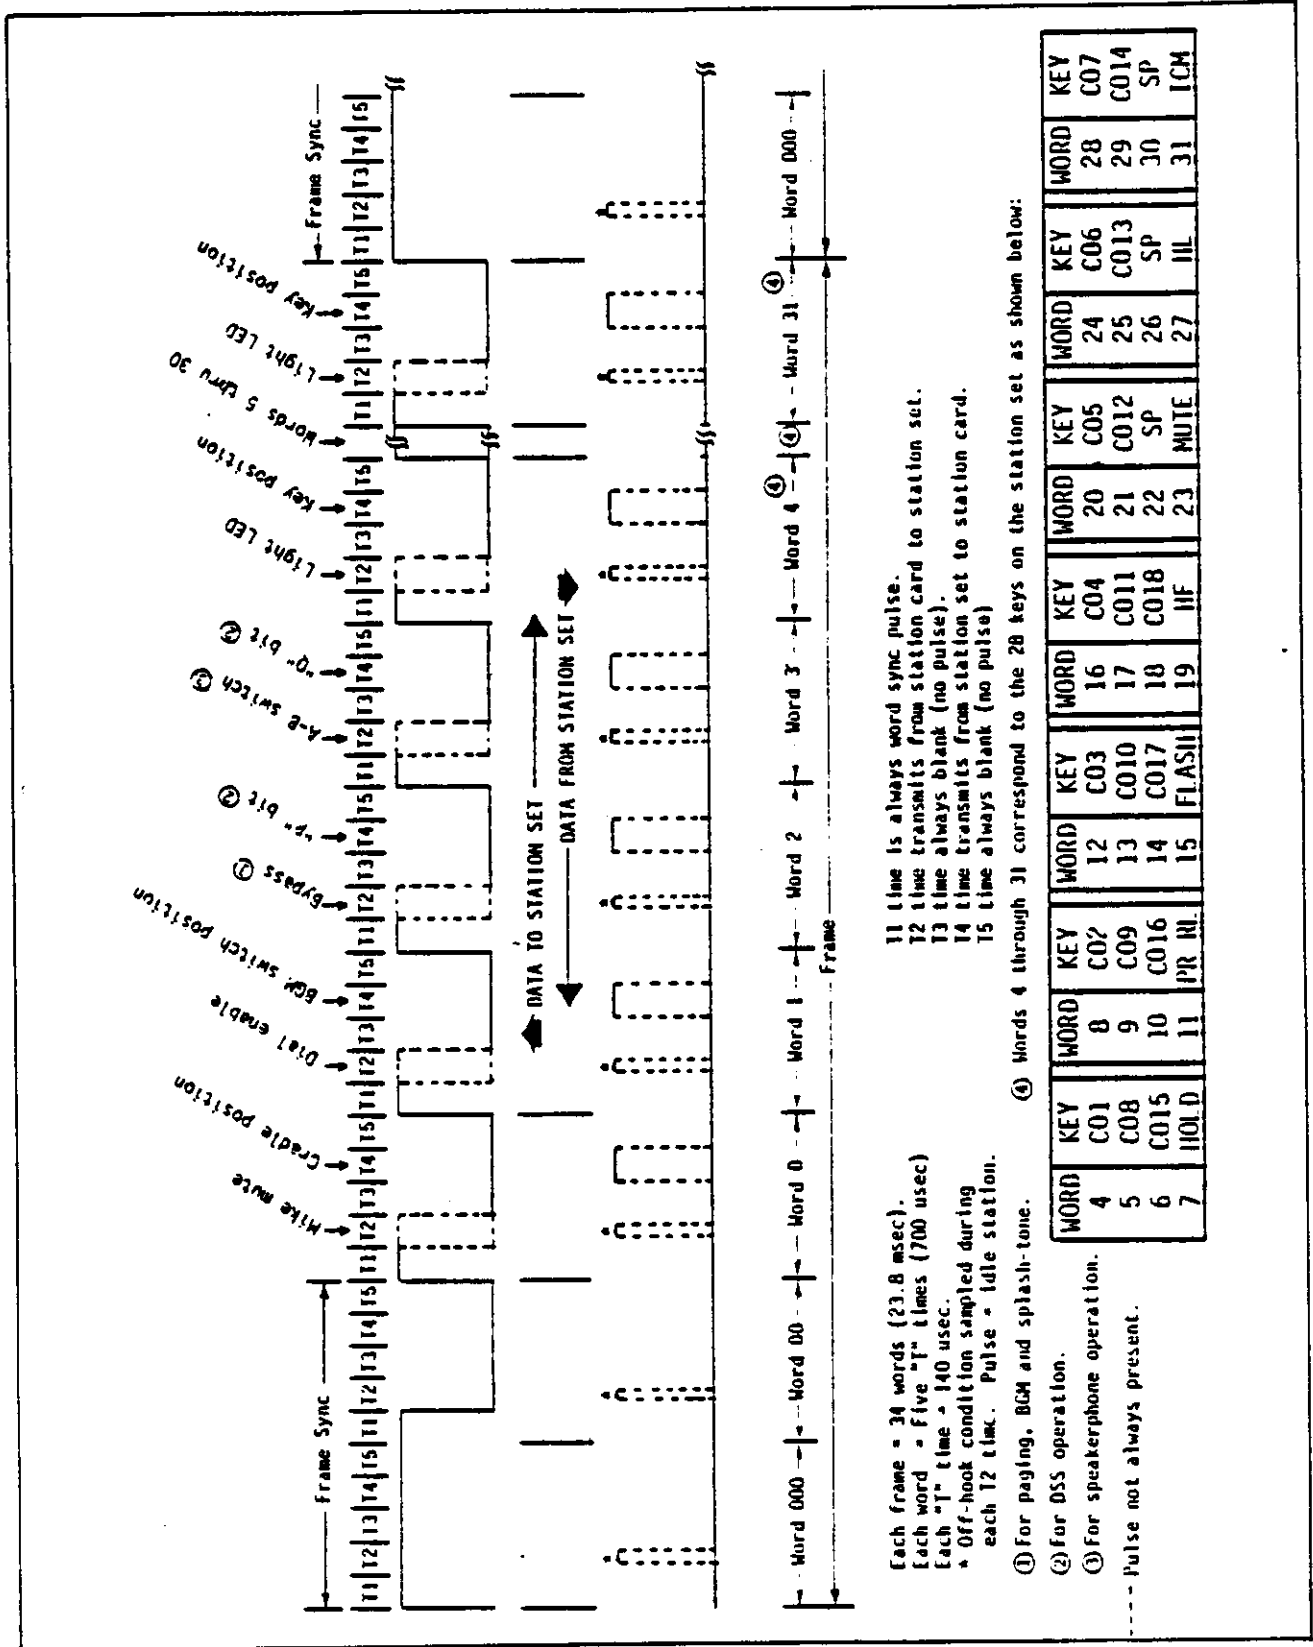 Frame Sync
Mike mute
Cradle position
Dial enable
BGM switch position
Bypass ①
"P" bit ②
A-B switch ③
"Q" bit ②
Light LED
Key position
Words 5 thru 30
Light LED
Key position
Frame Sync
T1 T2 T3 T4 T5 T1 T2 T3 T4 T5 T1 T2 T3 T4 T5 T1 T2 T3 T4 T5 T1 T2 T3 T4 T5 T1 T2 T3 T4 T5 T1 T2 T3 T4 T5 T1 T2 T3 T4 T5 T1 T2 T3 T4 T5
DATA TO STATION SET
DATA FROM STATION SET
* * * * * * * * *
④ ④
Word 000 Word 00 Word 0 Word 1 Word 2 Word 3 Word 4 ④ Word 31 Word 000
Frame
Each frame = 34 words (23.8 msec).
Each word = Five "T" times (700 usec)
Each "T" time = 140 usec.
* Off-hook condition sampled during
each T2 time. Pulse = idle station.
T1 time is always word sync pulse.
T2 time transmits from station card to station set.
T3 time always blank (no pulse).
T4 time transmits from station set to station card.
T5 time always blank (no pulse)
① For paging, BGM and splash-tone.
② For DSS operation.
③ For speakerphone operation.
---- Pulse not always present.
④ Words 4 through 31 correspond to the 28 keys on the station set as shown below:
WORD KEY WORD KEY WORD KEY WORD KEY WORD KEY WORD KEY WORD KEY
4 CO1 8 CO2 12 CO3 16 CO4 20 CO5 24 CO6 28 CO7
5 CO8 9 CO9 13 CO10 17 CO11 21 CO12 25 CO13 29 CO14
6 CO15 10 CO16 14 CO17 18 CO18 22 SP 26 SP 30 SP
7 HOLD 11 PR RL 15 FLASH 19 HF 23 MUTE 27 HL 31 ICM